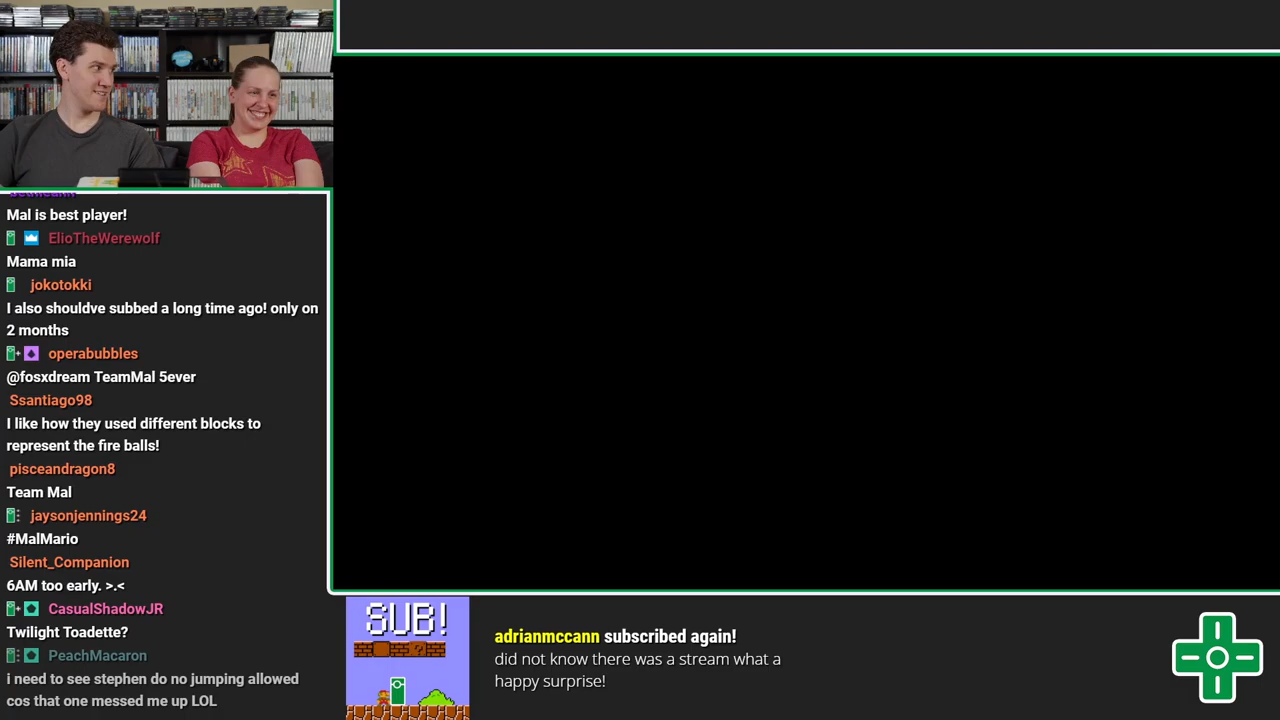 Mal is best player!
ElioTheWerewolf
Mama mia
jokotokki
I also shouldve subbed a long time ago! only on
2 months
operabubbles
@fosxdream TeamMal 5ever
Ssantiago98
I like how they used different blocks to
represent the fire balls!
pisceandragon8
Team Mal
jaysonjennings24
#MalMario
Silent_Companion
6AM too early. >.<
CasualShadowJR
Twilight Toadette?
PeachMacaron
i need to see stephen do no jumping allowed
cos that one messed me up LOL
SUB!
adrianmccann subscribed again!
did not know there was a stream what a
happy surprise!